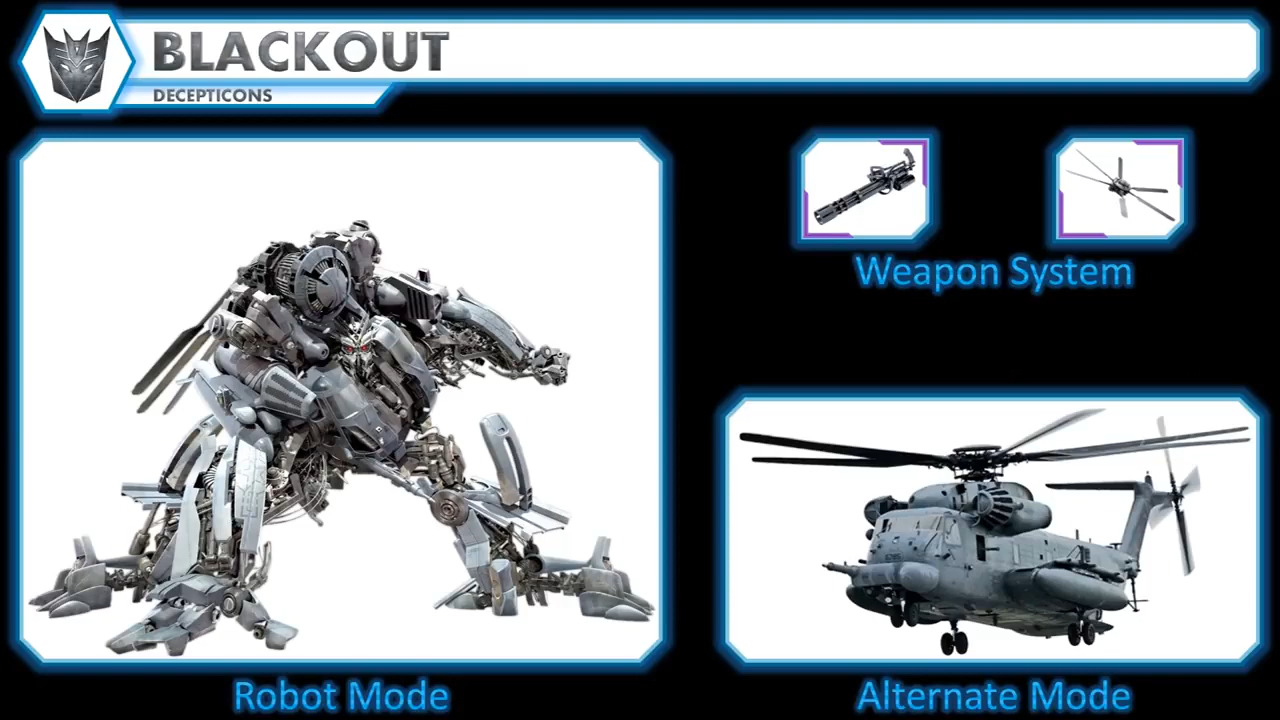 BLACKOUT
DECEPTICONS
Weapon System
Robot Mode
Alternate Mode